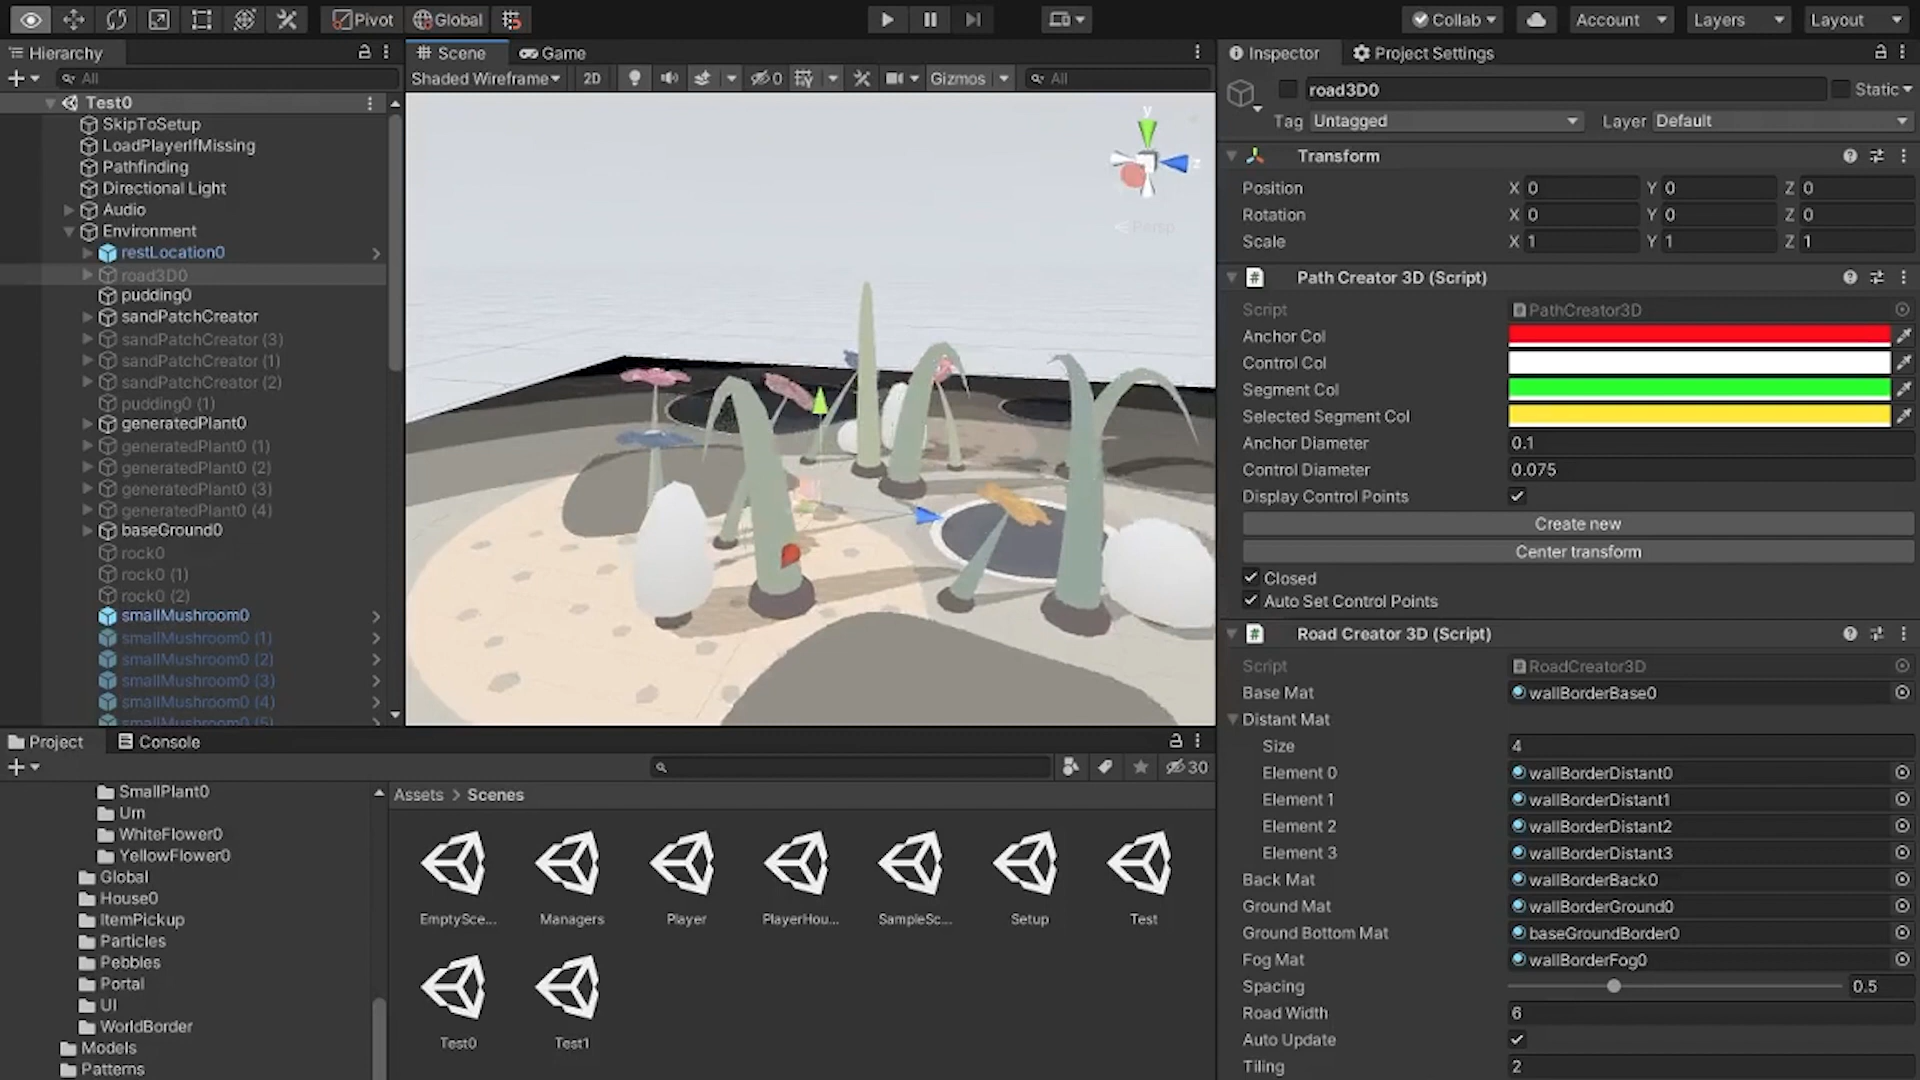 Pivot
Global
Collab
Account
Layers
Layout
Hierarchy
All
Test0
SkipToSetup
LoadPlayerIfMissing
Pathfinding
Directional Light
Audio
Environment
restLocation0
road3D0
pudding0
sandPatchCreator
sandPatchCreator (3)
sandPatchCreator (1)
sandPatchCreator (2)
pudding0 (1)
generatedPlant0
generatedPlant0 (1)
generatedPlant0 (2)
generatedPlant0 (3)
generatedPlant0 (4)
baseGround0
rock0
rock0 (1)
rock0 (2)
smallMushroom0
smallMushroom0 (1)
smallMushroom0 (2)
smallMushroom0 (3)
smallMushroom0 (4)
smallMushroom0 (5)
Scene
Game
Shaded Wireframe
2D
0
Gizmos
All
y
z
Persp
Inspector
Project Settings
road3D0
Static
Tag Untagged
Layer Default
Transform
Position X 0 Y 0 Z 0
Rotation X 0 Y 0 Z 0
Scale X 1 Y 1 Z 1
Path Creator 3D (Script)
Script PathCreator3D
Anchor Col
Control Col
Segment Col
Selected Segment Col
Anchor Diameter 0.1
Control Diameter 0.075
Display Control Points
Create new
Center transform
Closed
Auto Set Control Points
Road Creator 3D (Script)
Script RoadCreator3D
Base Mat wallBorderBase0
Distant Mat
Size 4
Element 0 wallBorderDistant0
Element 1 wallBorderDistant1
Element 2 wallBorderDistant2
Element 3 wallBorderDistant3
Back Mat wallBorderBack0
Ground Mat wallBorderGround0
Ground Bottom Mat baseGroundBorder0
Fog Mat wallBorderFog0
Spacing 0.5
Road Width 6
Auto Update
Tiling 2
Project
Console
30
SmallPlant0
Urn
WhiteFlower0
YellowFlower0
Global
House0
ItemPickup
Particles
Pebbles
Portal
UI
WorldBorder
Models
Patterns
Assets > Scenes
EmptySce...
Managers
Player
PlayerHou...
SampleSc...
Setup
Test
Test0
Test1